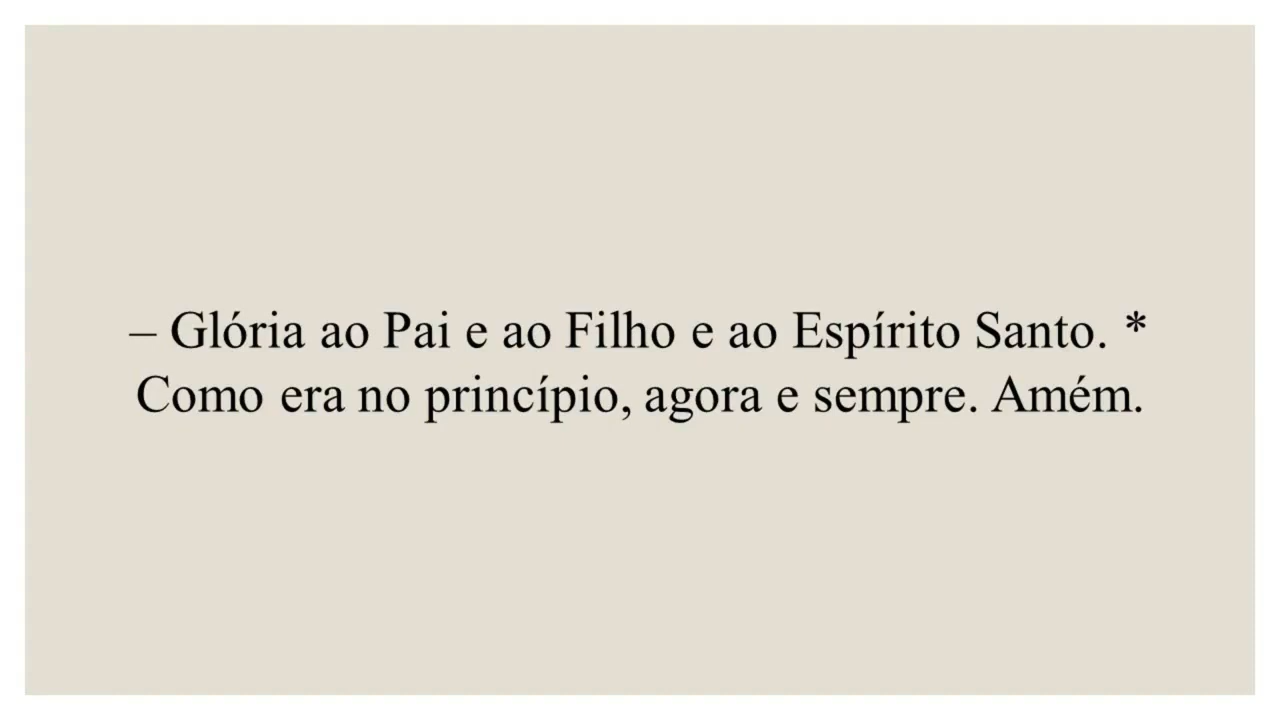 – Glória ao Pai e ao Filho e ao Espírito Santo. *
Como era no princípio, agora e sempre. Amém.